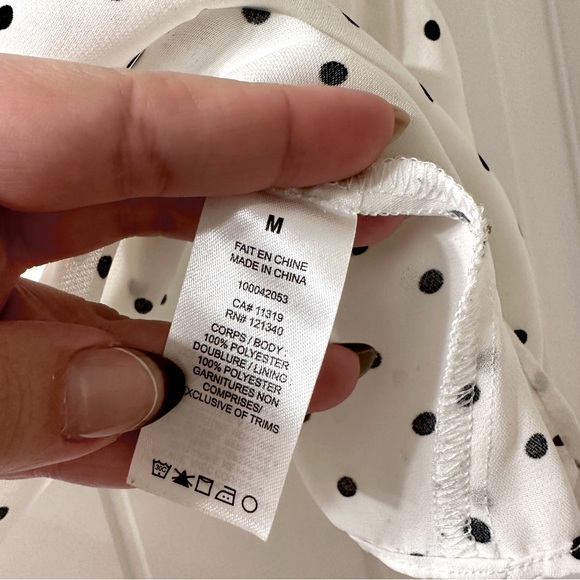 M
FAIT EN CHINE
MADE IN CHINA
100042053
CA# 11319
RN# 121340
CORPS / BODY :
100% POLYESTER
DOUBLURE / LINING :
100% POLYESTER
GARNITURES NON
COMPRISES/
EXCLUSIVE OF TRIMS